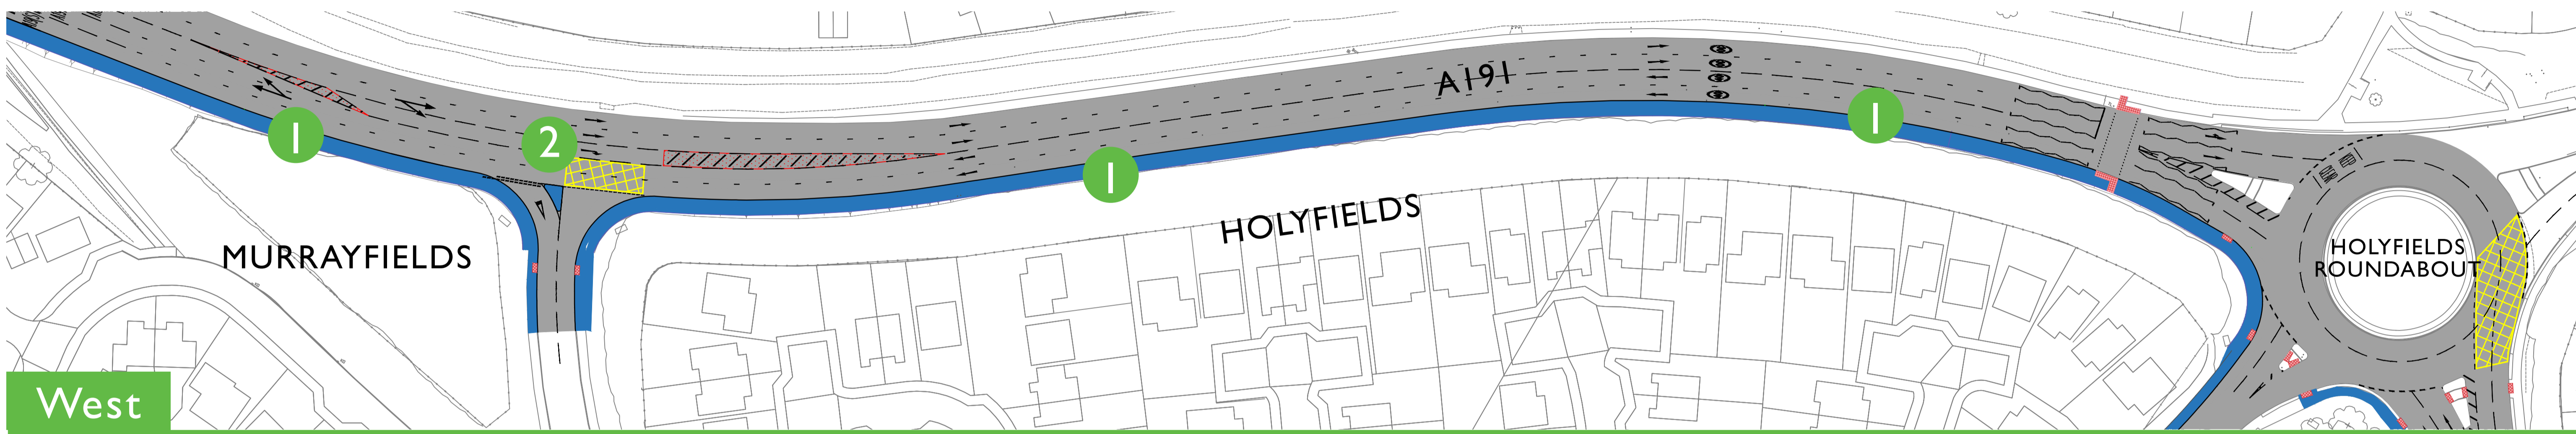 A191
1
2
1
1
HOLYFIELDS
MURRAYFIELDS
HOLYFIELDS
ROUNDABOUT
West